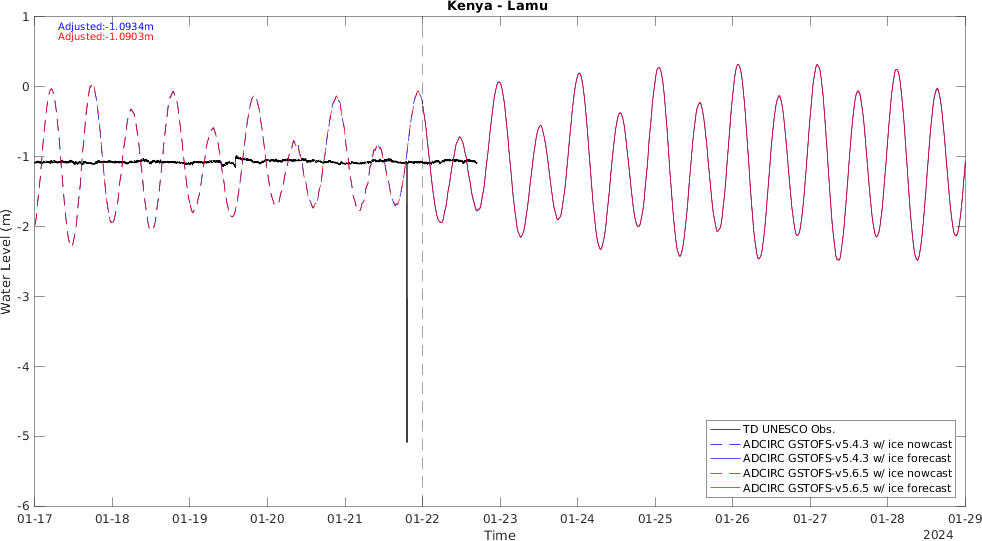 Kenya - Lamu
Adjusted:-1.0934m
Adjusted:-1.0903m
1
0
-1
-2
-3
-4
-5
-6
Water Level (m)
TD UNESCO Obs.
ADCIRC GSTOFS-v5.4.3 w/ ice nowcast
ADCIRC GSTOFS-v5.4.3 w/ ice forecast
ADCIRC GSTOFS-v5.6.5 w/ ice nowcast
ADCIRC GSTOFS-v5.6.5 w/ ice forecast
01-17 01-18 01-19 01-20 01-21 01-22 01-23 01-24 01-25 01-26 01-27 01-28 01-29
Time
2024